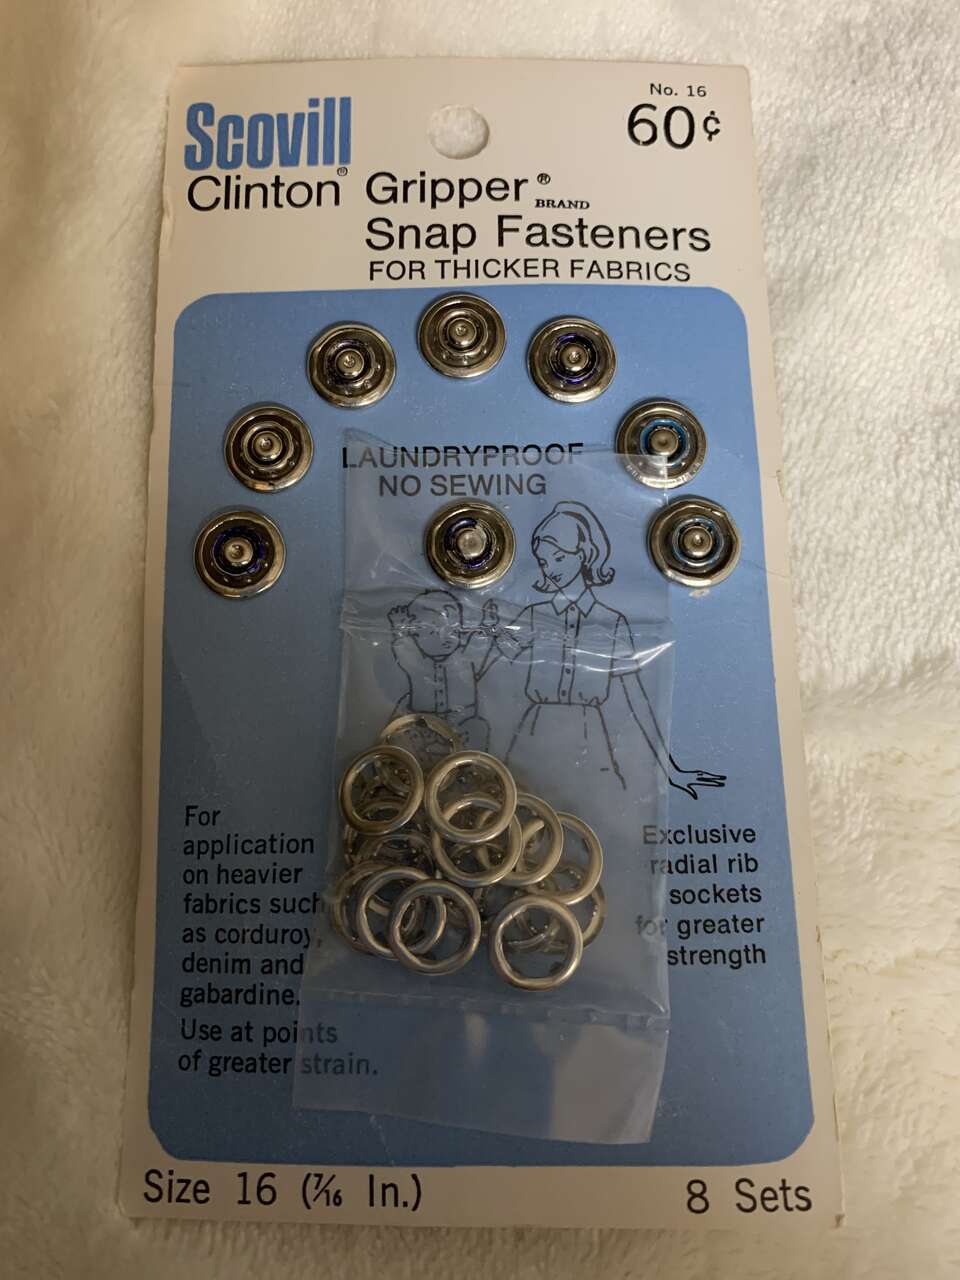 No. 16
60¢
Scovill
Clinton®
Gripper®
BRAND
Snap Fasteners
FOR THICKER FABRICS
LAUNDRYPROOF
NO SEWING
For
application
on heavier
fabrics such
as corduroy,
denim and
gabardine.
Use at points
of greater strain.
Exclusive
radial rib
sockets
for greater
strength
Size 16 (7/16 In.)
8 Sets